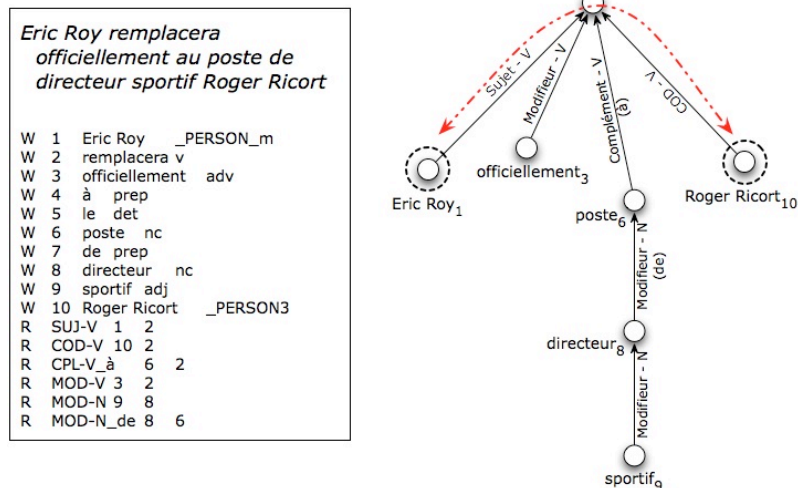 Eric Roy remplacera
officiellement au poste de
directeur sportif Roger Ricort
W 1 Eric Roy _PERSON_m
W 2 remplacera v
W 3 officiellement adv
W 4 à prep
W 5 le det
W 6 poste nc
W 7 de prep
W 8 directeur nc
W 9 sportif adj
W 10 Roger Ricort _PERSON3
R SUJ-V 1 2
R COD-V 10 2
R CPL-V_à 6 2
R MOD-V 3 2
R MOD-N 9 8
R MOD-N_de 8 6
Sujet - V
Modifieur - V
Complément - V
(a)
COD - V
Eric Roy1
officiellement3
Roger Ricort10
poste6
Modifieur - N
(de)
directeur8
Modifieur - N
sportif9